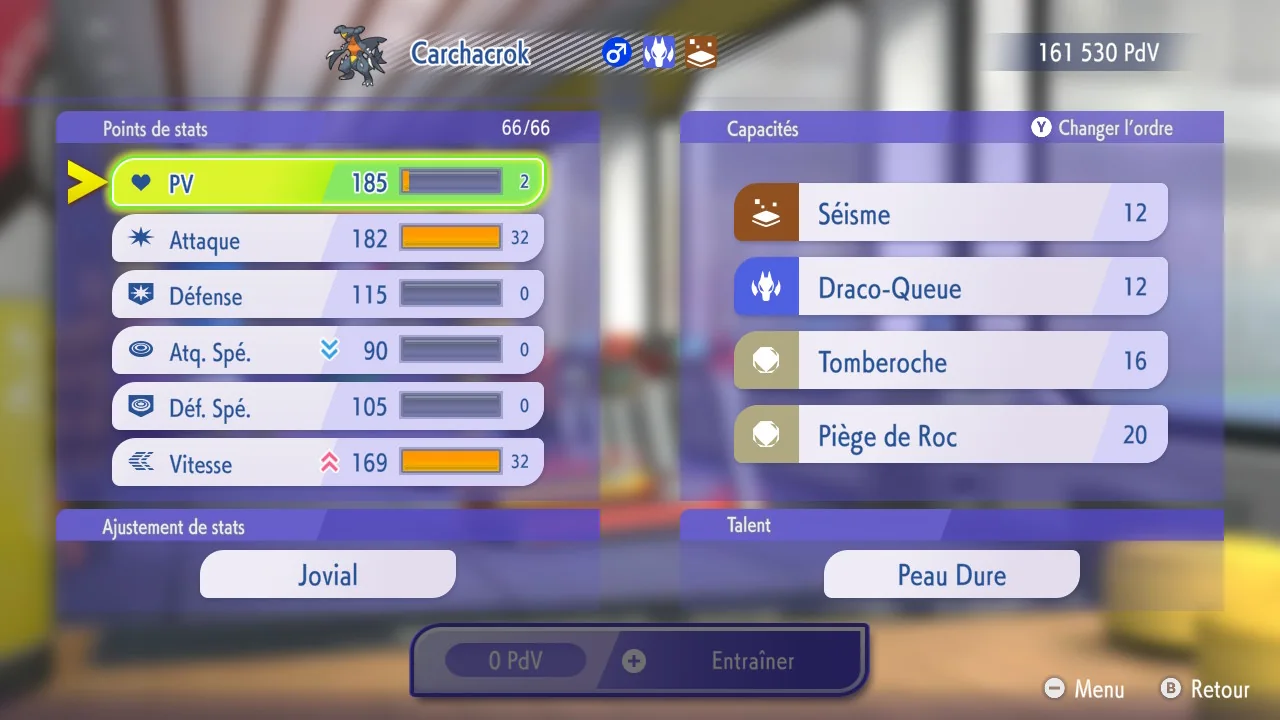 Carchacrok
161 530 PdV
Points de stats 66/66
PV 185 2
Attaque 182 32
Défense 115 0
Atq. Spé. 90 0
Déf. Spé. 105 0
Vitesse 169 32
Ajustement de stats
Jovial
Capacités Y Changer l'ordre
Séisme 12
Draco-Queue 12
Tomberoche 16
Piège de Roc 20
Talent
Peau Dure
0 PdV + Entraîner
Menu B Retour